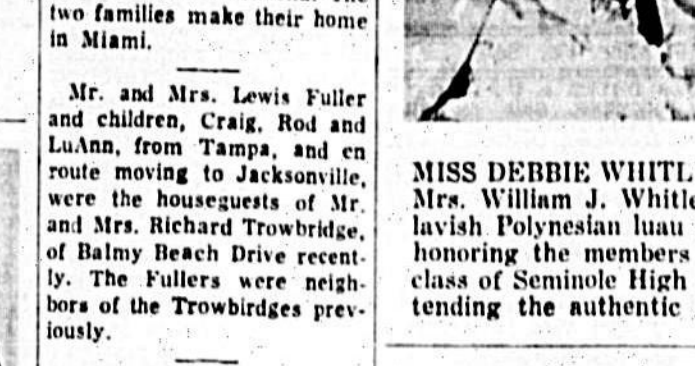 two families make their home
in Miami.
Mr. and Mrs. Lewis Fuller
and children, Craig, Rod and
LuAnn, from Tampa, and en
route moving to Jacksonville,
were the houseguests of Mr.
and Mrs. Richard Trowbridge,
of Balmy Beach Drive recent-
ly. The Fullers were neigh-
bors of the Trowbirdges prev-
iously.
MISS DEBBIE WHITL
Mrs. William J. Whitle
lavish Polynesian luau
honoring the members
class of Seminole High
tending the authentic